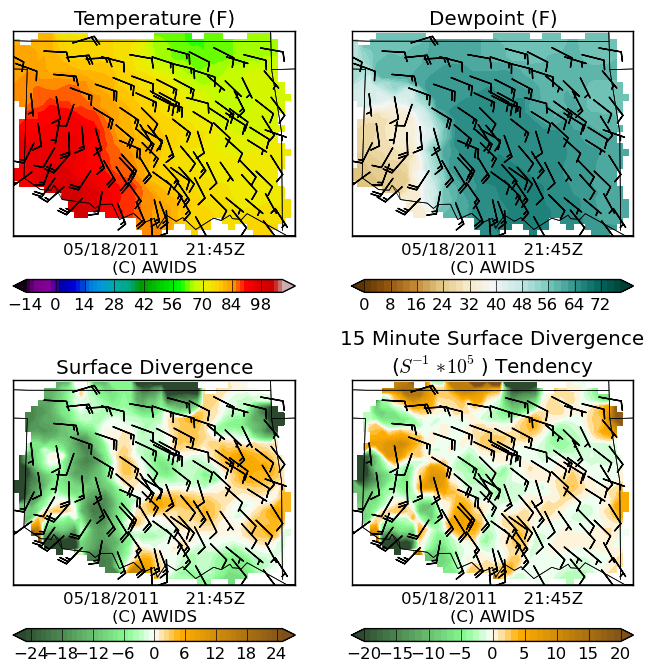 Temperature (F)
05/18/2011 21:45Z
(C) AWIDS
−14 0 14 28 42 56 70 84 98
Dewpoint (F)
05/18/2011 21:45Z
(C) AWIDS
0 8 16 24 32 40 48 56 64 72
Surface Divergence
05/18/2011 21:45Z
(C) AWIDS
−24 −18 −12 −6 0 6 12 18 24
15 Minute Surface Divergence
(S⁻¹ *10⁵ ) Tendency
05/18/2011 21:45Z
(C) AWIDS
−20 −15 −10 −5 0 5 10 15 20